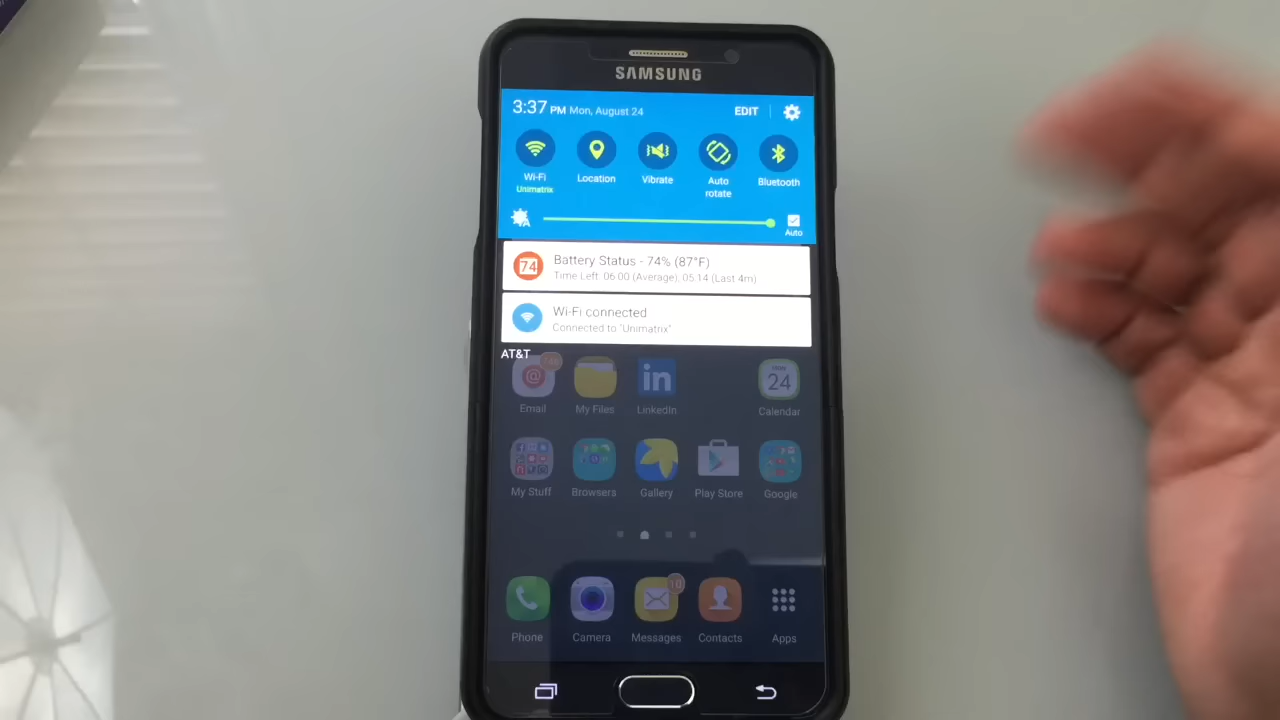 SAMSUNG
3:37 PM Mon, August 24 EDIT
Wi-Fi Location Vibrate Auto rotate Bluetooth
Unimatrix
A Auto
74 Battery Status - 74% (87°F)
Time Left: 06:00 (Average), 05:14 (Last 4m)
Wi-Fi connected
Connected to "Unimatrix"
AT&T
in 24
Email My Files LinkedIn Calendar
My Stuff Browsers Gallery Play Store Google
10
Phone Camera Messages Contacts Apps